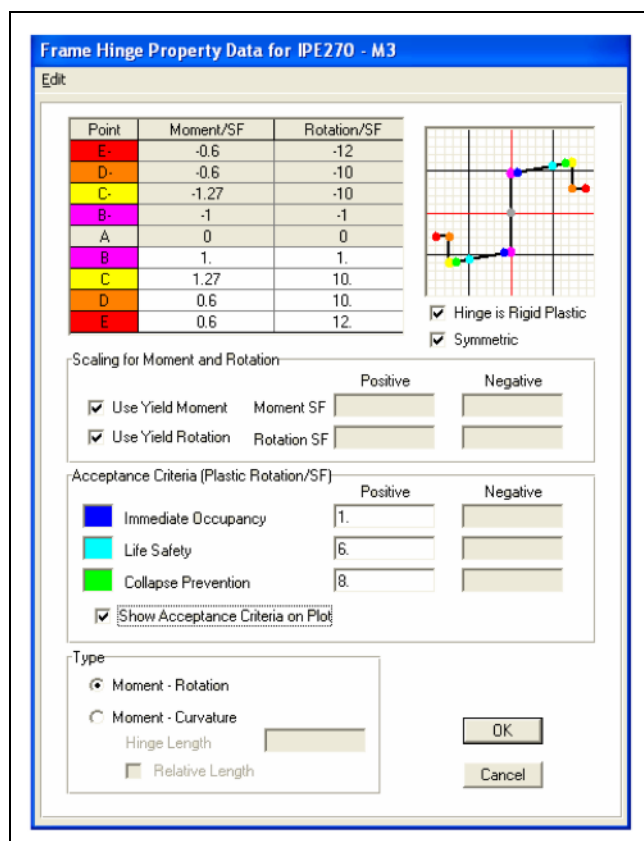 Frame Hinge Property Data for IPE270 - M3
Edit
Point Moment/SF Rotation/SF
E- -0.6 -12
D- -0.6 -10
C- -1.27 -10
B- -1 -1
A 0 0
B 1. 1.
C 1.27 10.
D 0.6 10.
E 0.6 12.
Hinge is Rigid Plastic
Symmetric
Scaling for Moment and Rotation
Positive Negative
Use Yield Moment Moment SF
Use Yield Rotation Rotation SF
Acceptance Criteria (Plastic Rotation/SF)
Positive Negative
Immediate Occupancy 1.
Life Safety 6.
Collapse Prevention 8.
Show Acceptance Criteria on Plot
Type
Moment - Rotation
Moment - Curvature
Hinge Length
Relative Length
OK
Cancel